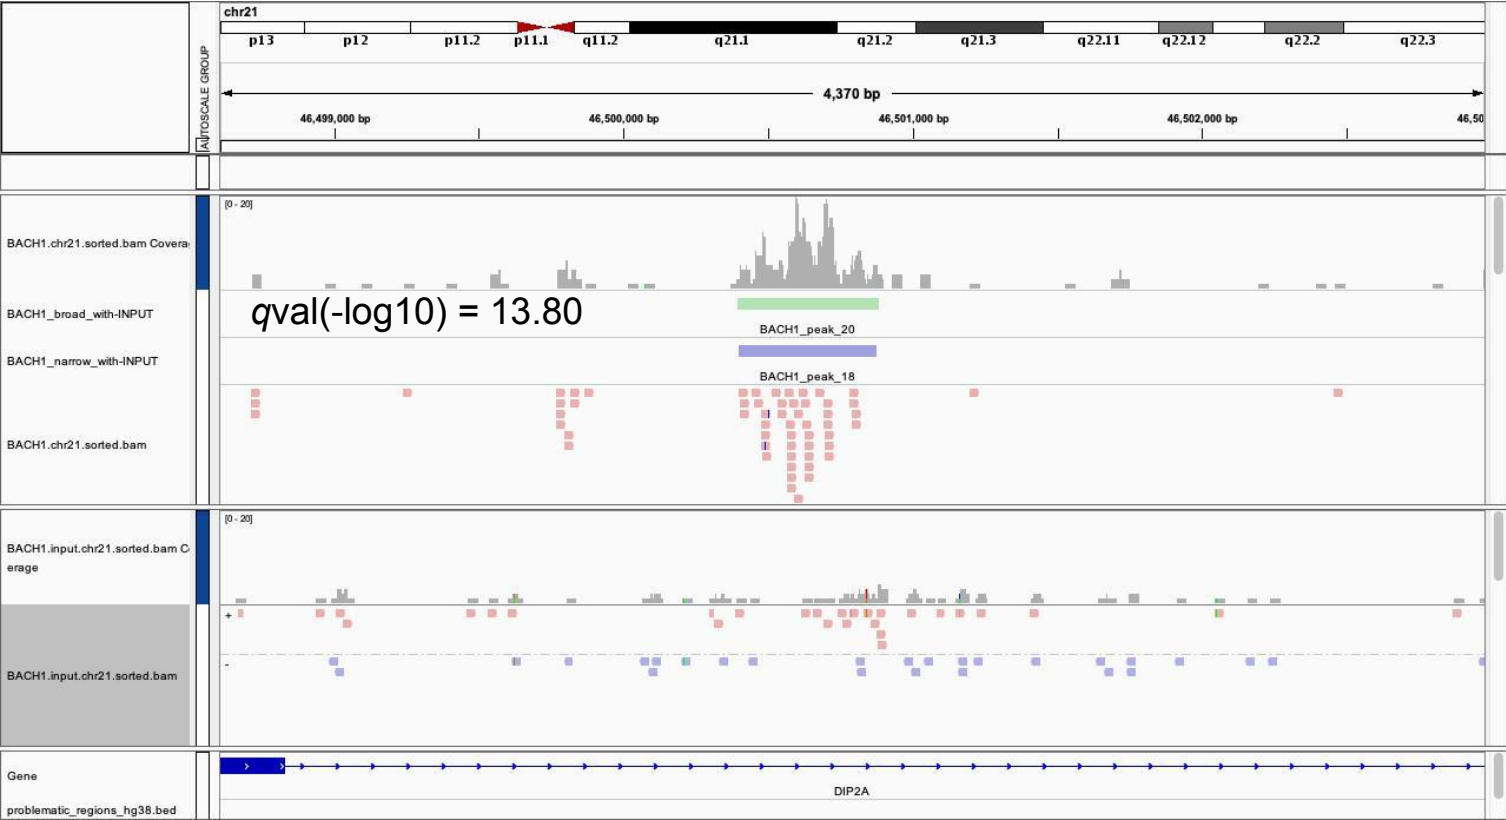 chr21
p13 p12 p11.2 p11.1 q11.2 q21.1 q21.2 q21.3 q22.11 q22.12 q22.2 q22.3
AUTOSCALE GROUP
4,370 bp
46,499,000 bp 46,500,000 bp 46,501,000 bp 46,502,000 bp 46,50
[0 - 20]
BACH1.chr21.sorted.bam Covera
BACH1_broad_with-INPUT
qval(-log10) = 13.80
BACH1_peak_20
BACH1_narrow_with-INPUT
BACH1_peak_18
BACH1.chr21.sorted.bam
[0 - 20]
BACH1.input.chr21.sorted.bam C
erage
+
-
BACH1.input.chr21.sorted.bam
Gene
DIP2A
problematic_regions_hg38.bed